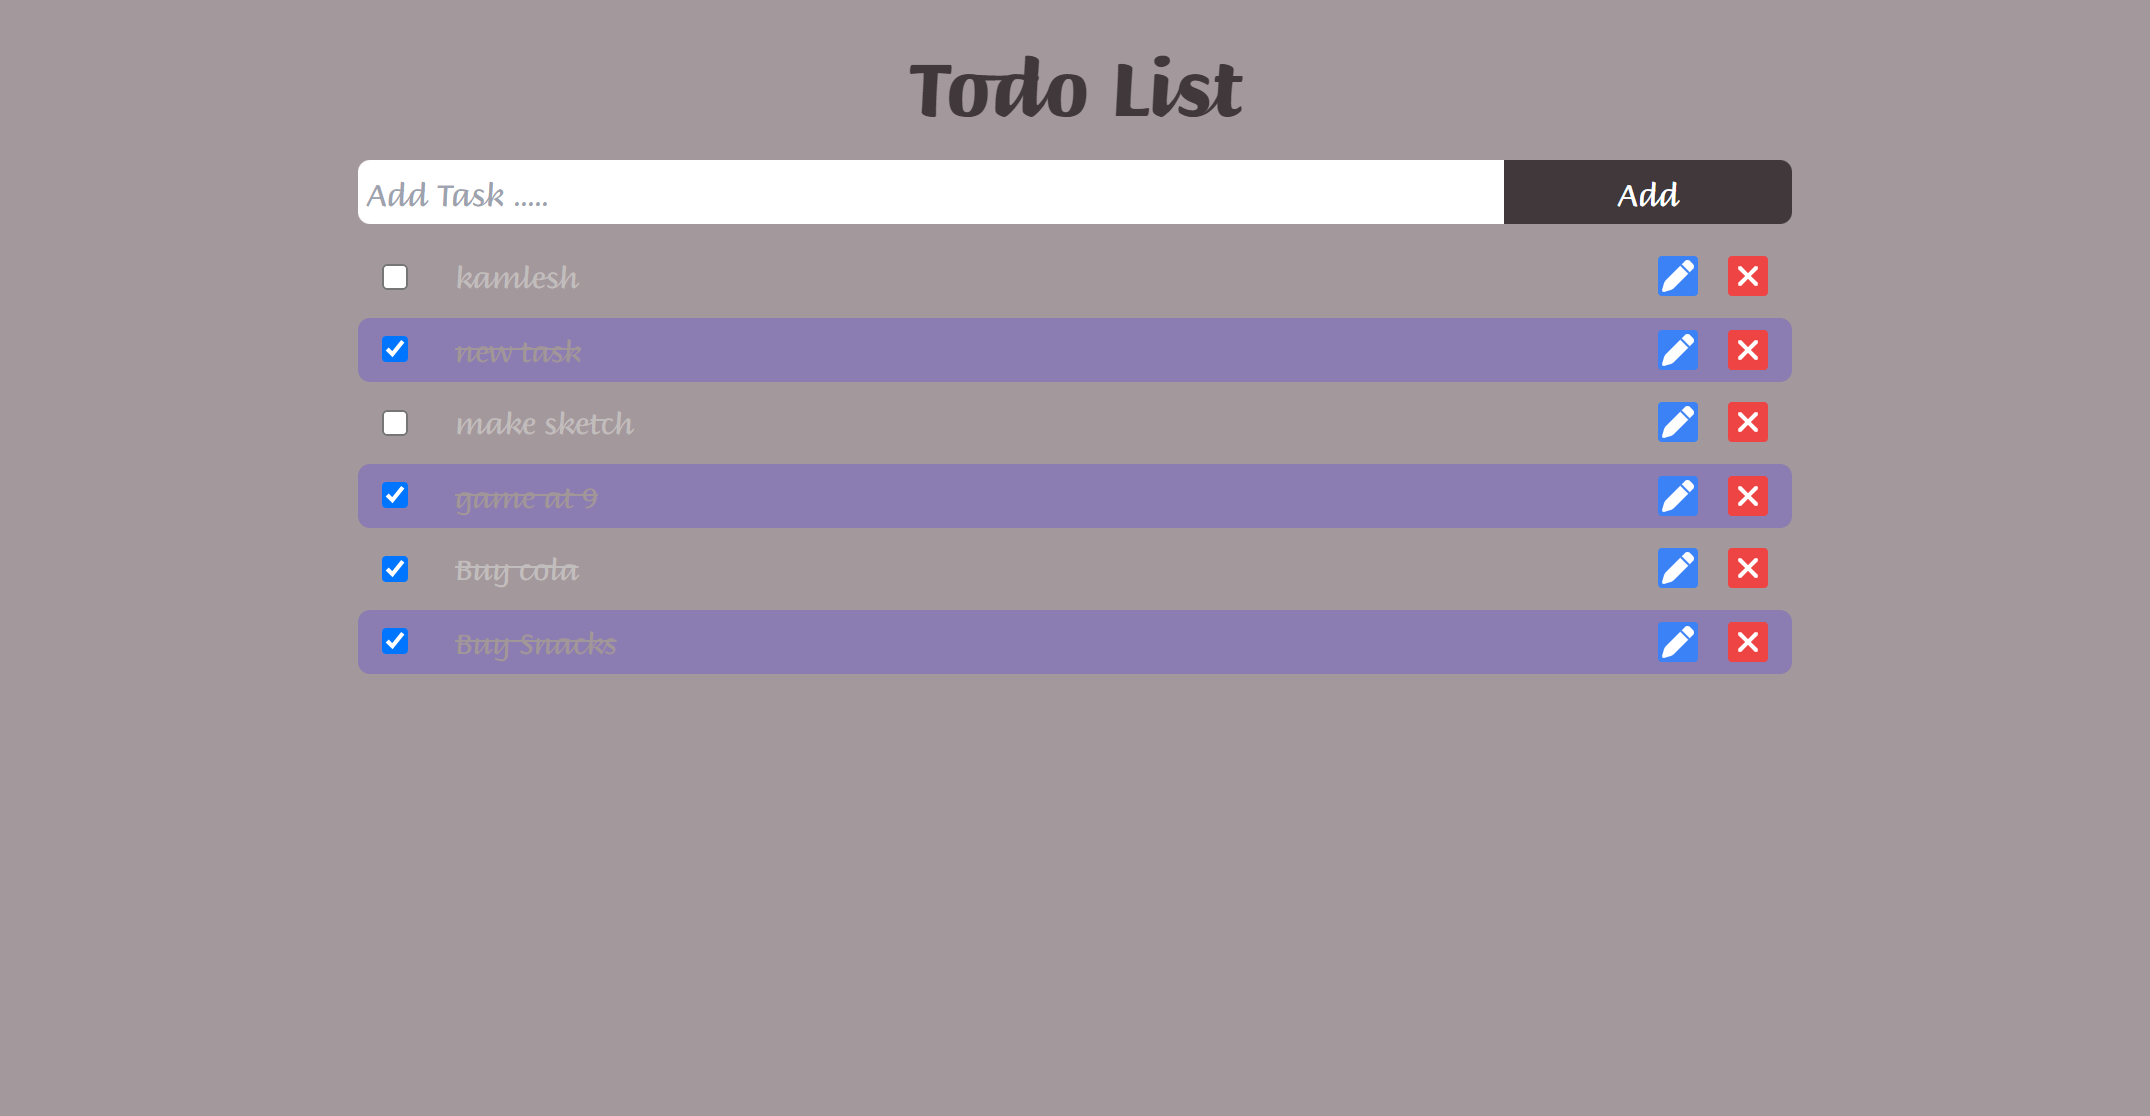 Todo List
Add Task .....
Add
kamlesh
new task
make sketch
game at 9
Buy cola
Buy Snacks